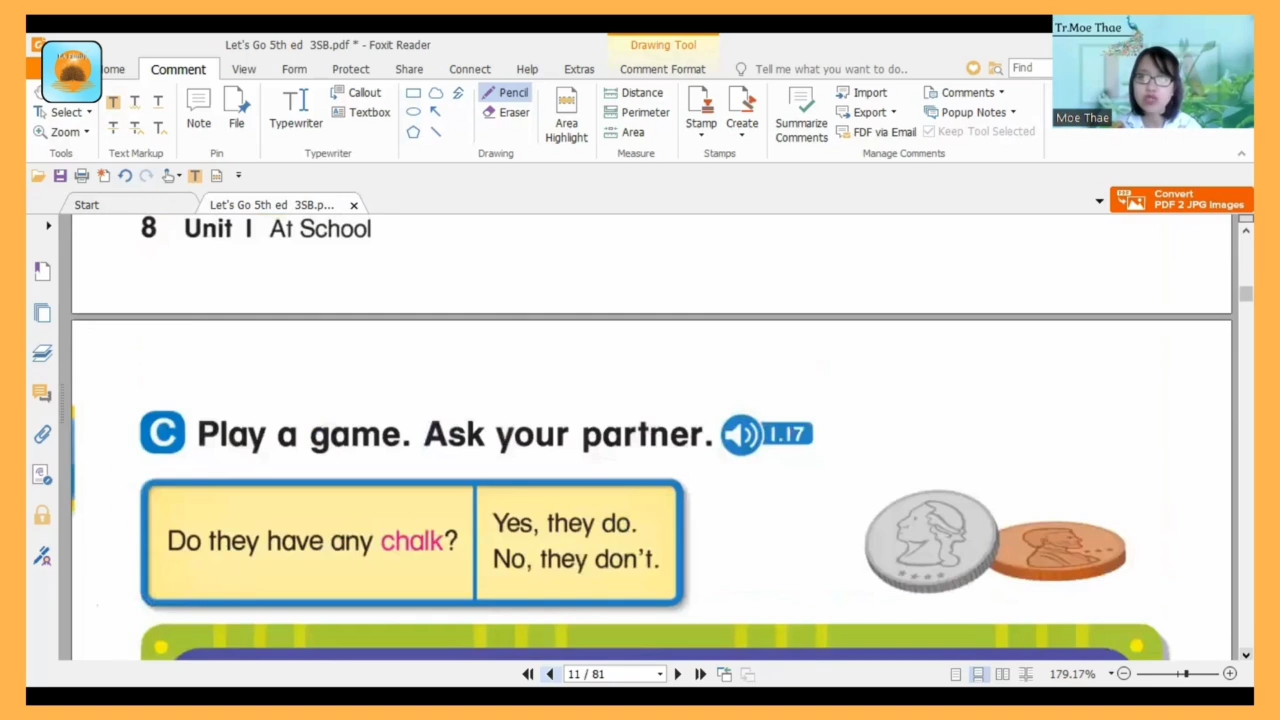 Let's Go 5th ed 3SB.pdf * - Foxit Reader
Drawing Tool
Tr.Moe Thae
ome
Comment
View
Form
Protect
Share
Connect
Help
Extras
Comment Format
Tell me what you want to do..
Find
Select
Zoom
Tools
Text Markup
Note
File
Pin
Typewriter
Callout
Textbox
Typewriter
Pencil
Eraser
Drawing
Area
Highlight
Distance
Perimeter
Area
Measure
Stamp
Create
Stamps
Summarize
Comments
Import
Export
FDF via Email
Comments
Popup Notes
Keep Tool Selected
Manage Comments
Moe Thae
Start
Let's Go 5th ed 3SB.p...
Convert
PDF 2 JPG Images
8 Unit 1 At School
C Play a game. Ask your partner. 1.17
Do they have any chalk?
Yes, they do.
No, they don't.
11 / 81
179.17%